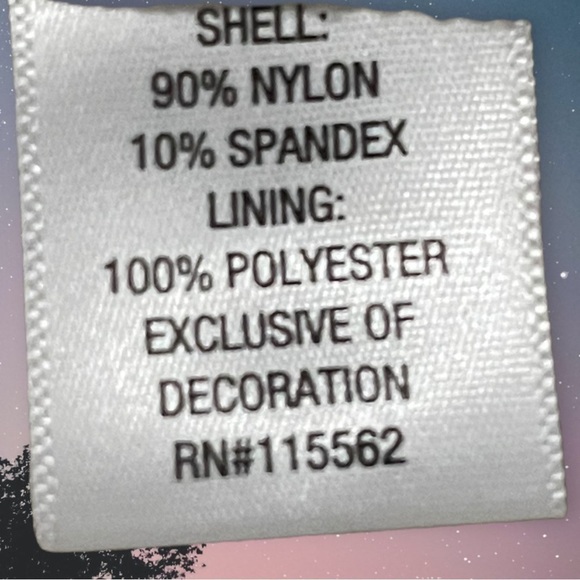 SHELL:
90% NYLON
10% SPANDEX
LINING:
100% POLYESTER
EXCLUSIVE OF
DECORATION
RN#115562